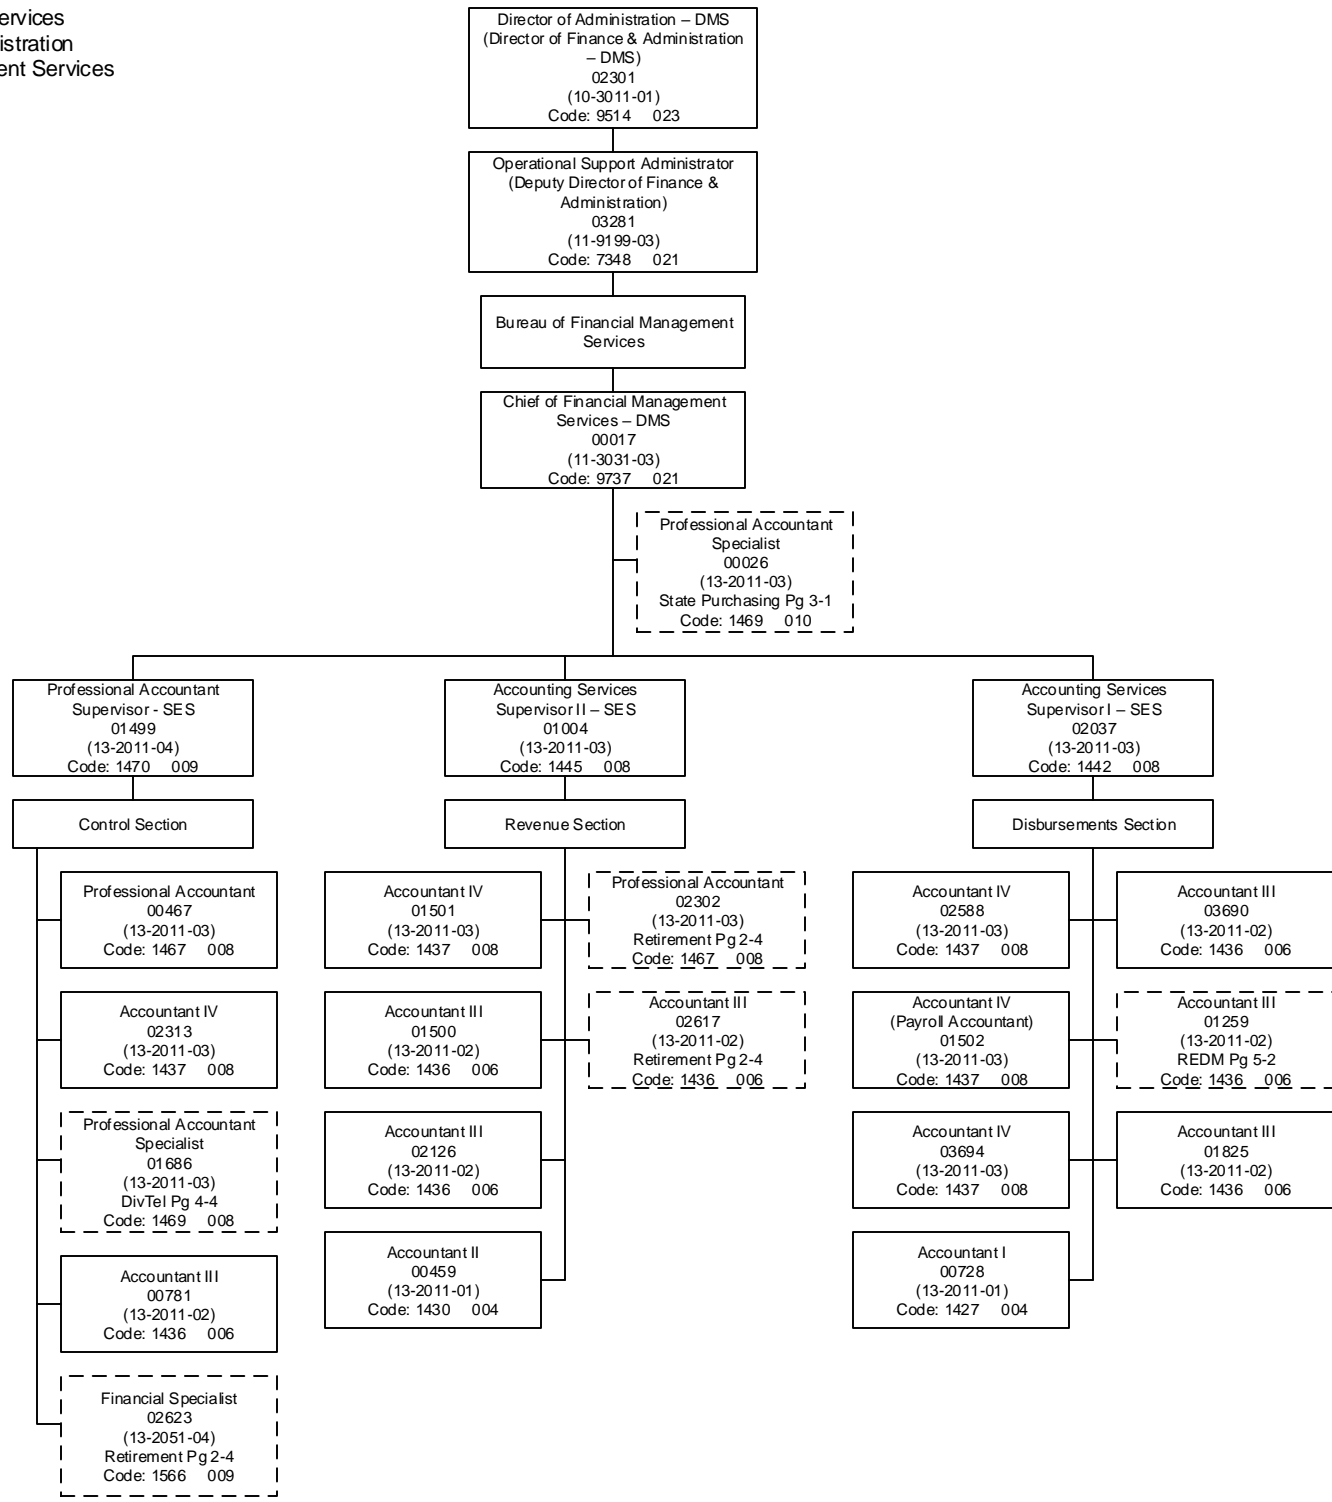 ervices
istration
ent Services
Director of Administration – DMS
(Director of Finance & Administration
– DMS)
02301
(10-3011-01)
Code: 9514 023
Operational Support Administrator
(Deputy Director of Finance &
Administration)
03281
(11-9199-03)
Code: 7348 021
Bureau of Financial Management
Services
Chief of Financial Management
Services – DMS
00017
(11-3031-03)
Code: 9737 021
Professional Accountant
Specialist
00026
(13-2011-03)
State Purchasing Pg 3-1
Code: 1469 010
Professional Accountant
Supervisor - SES
01499
(13-2011-04)
Code: 1470 009
Control Section
Professional Accountant
00467
(13-2011-03)
Code: 1467 008
Accountant IV
02313
(13-2011-03)
Code: 1437 008
Professional Accountant
Specialist
01686
(13-2011-03)
DivTel Pg 4-4
Code: 1469 008
Accountant III
00781
(13-2011-02)
Code: 1436 006
Financial Specialist
02623
(13-2051-04)
Retirement Pg 2-4
Code: 1566 009
Accounting Services
Supervisor II – SES
01004
(13-2011-03)
Code: 1445 008
Revenue Section
Accountant IV
01501
(13-2011-03)
Code: 1437 008
Professional Accountant
02302
(13-2011-03)
Retirement Pg 2-4
Code: 1467 008
Accountant III
01500
(13-2011-02)
Code: 1436 006
Accountant III
02617
(13-2011-02)
Retirement Pg 2-4
Code: 1436 006
Accountant III
02126
(13-2011-02)
Code: 1436 006
Accountant II
00459
(13-2011-01)
Code: 1430 004
Accounting Services
Supervisor I – SES
02037
(13-2011-03)
Code: 1442 008
Disbursements Section
Accountant IV
02588
(13-2011-03)
Code: 1437 008
Accountant III
03690
(13-2011-02)
Code: 1436 006
Accountant IV
(Payroll Accountant)
01502
(13-2011-03)
Code: 1437 008
Accountant III
01259
(13-2011-02)
REDM Pg 5-2
Code: 1436 006
Accountant IV
03694
(13-2011-03)
Code: 1437 008
Accountant III
01825
(13-2011-02)
Code: 1436 006
Accountant I
00728
(13-2011-01)
Code: 1427 004